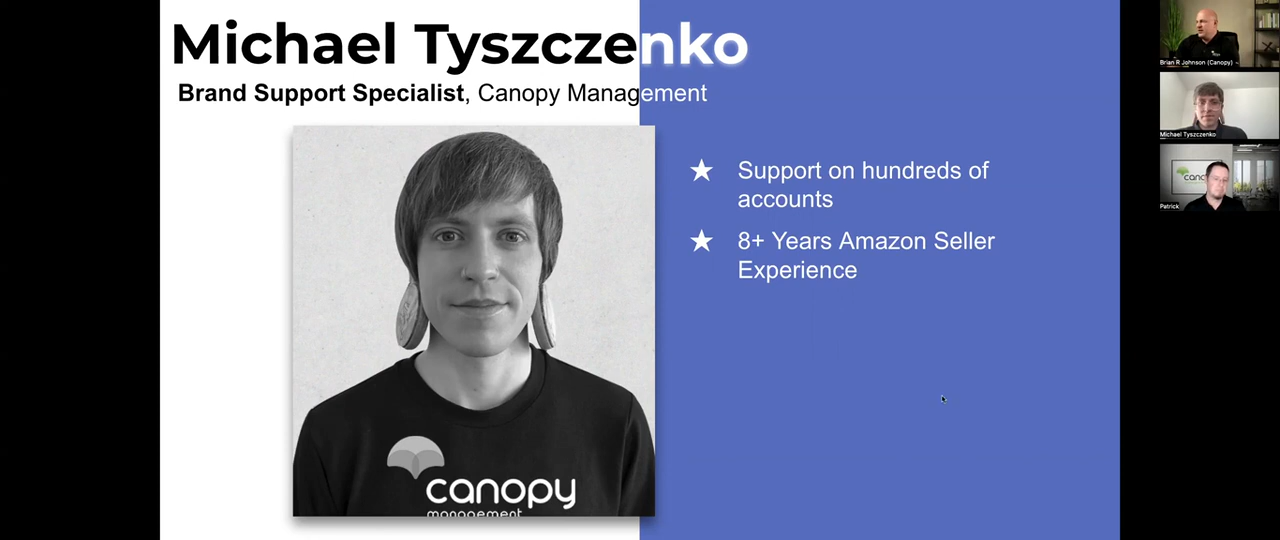 Michael Tyszczenko
Brand Support Specialist, Canopy Management
★ Support on hundreds of
accounts
★ 8+ Years Amazon Seller
Experience
canopy
management
Brian R Johnson (Canopy)
Michael Tyszczenko
cano
Patrick